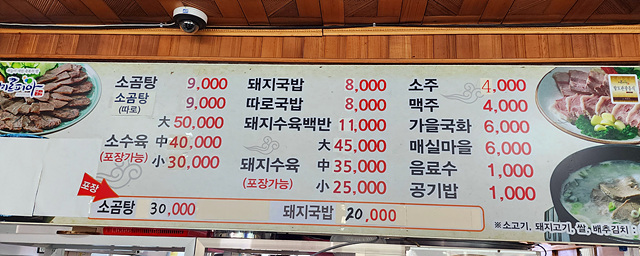 소곰탕 9,000
소곰탕 (따로) 9,000
소수육 (포장가능)
大 50,000
中 40,000
小 30,000
돼지국밥 8,000
따로국밥 8,000
돼지수육백반 11,000
돼지수육 (포장가능)
大 45,000
中 35,000
小 25,000
소주 4,000
맥주 4,000
가을국화 6,000
매실마을 6,000
음료수 1,000
공기밥 1,000
포장
소곰탕 30,000 돼지국밥 20,000
※소고기, 돼지고기, 쌀, 배추김치 :